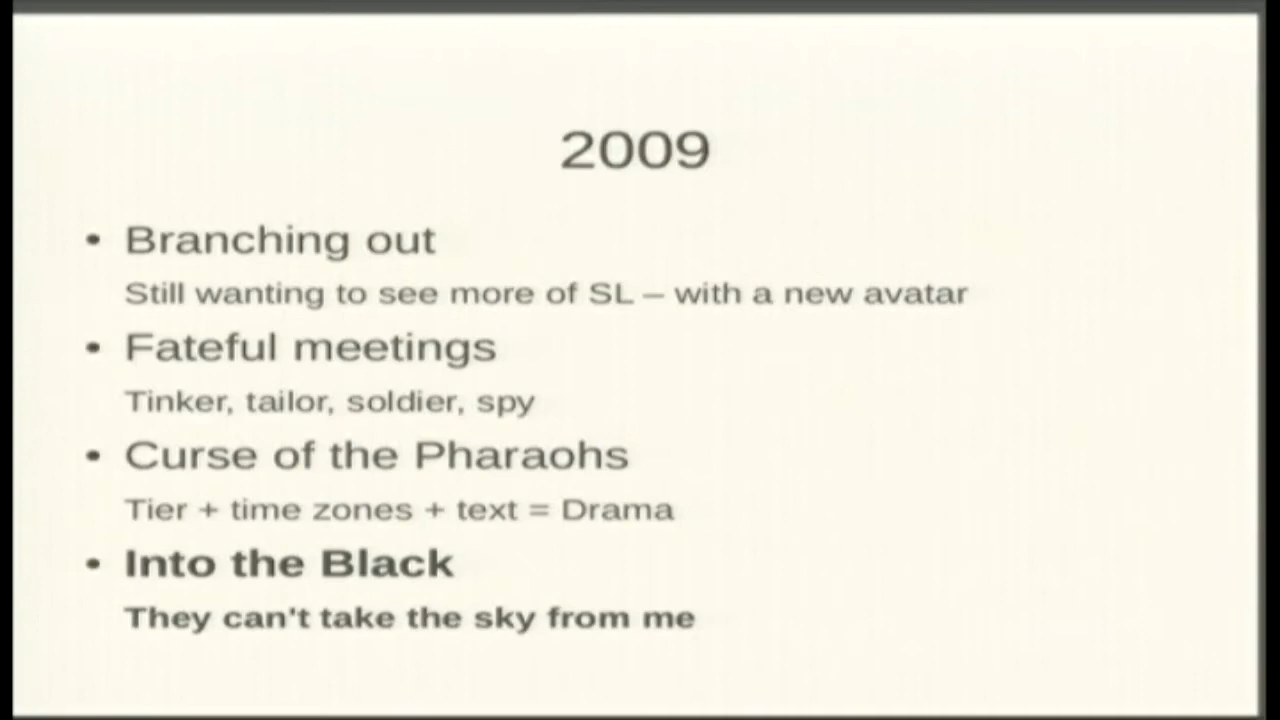 2009
• Branching out
Still wanting to see more of SL – with a new avatar
• Fateful meetings
Tinker, tailor, soldier, spy
• Curse of the Pharaohs
Tier + time zones + text = Drama
• Into the Black
They can't take the sky from me